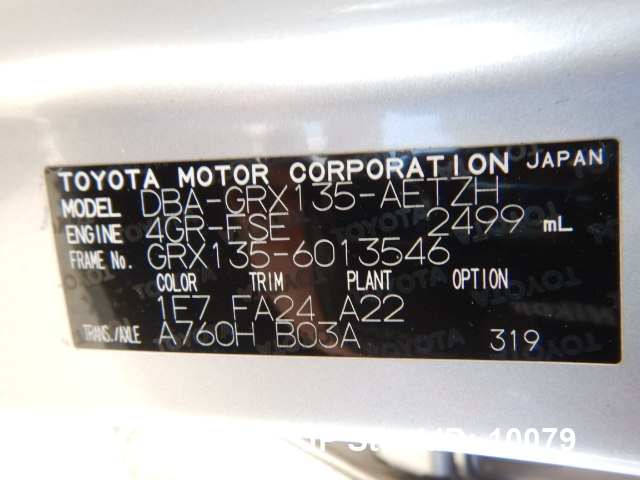 TOYOTA MOTOR CORPORATION JAPAN
MODEL DBA-GRX135-AETZH
ENGINE 4GR-FSE 2499 mL
FRAME No. GRX135-6013546
COLOR TRIM PLANT OPTION
1E7 FA24 A22
TRANS./AXLE A760H B03A 319
10079